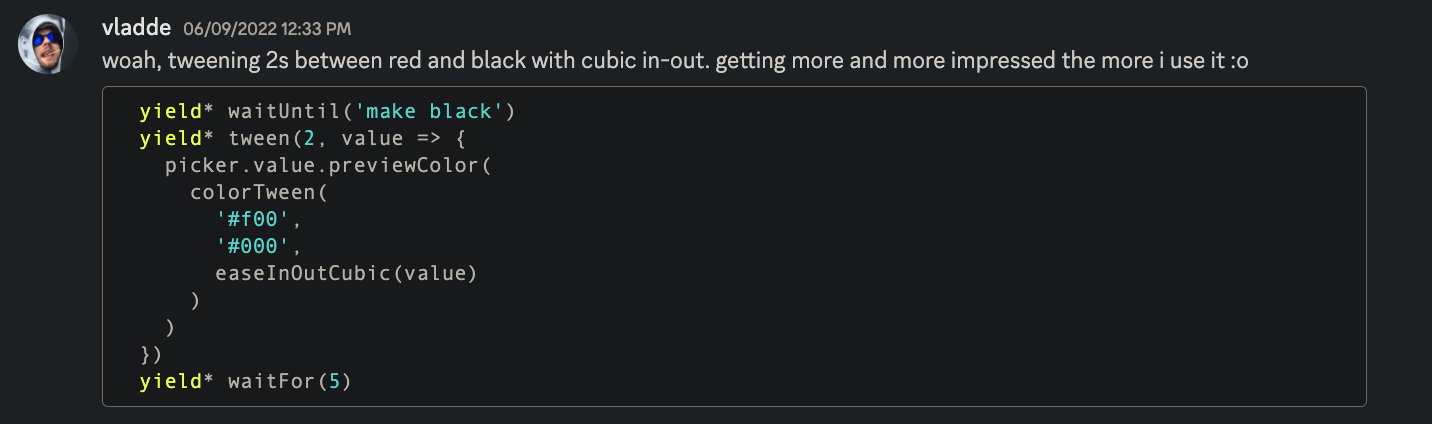 vladde 06/09/2022 12:33 PM
woah, tweening 2s between red and black with cubic in-out. getting more and more impressed the more i use it :o
yield* waitUntil('make black')
yield* tween(2, value => {
  picker.value.previewColor(
    colorTween(
      '#f00',
      '#000',
      easeInOutCubic(value)
    )
  )
})
yield* waitFor(5)